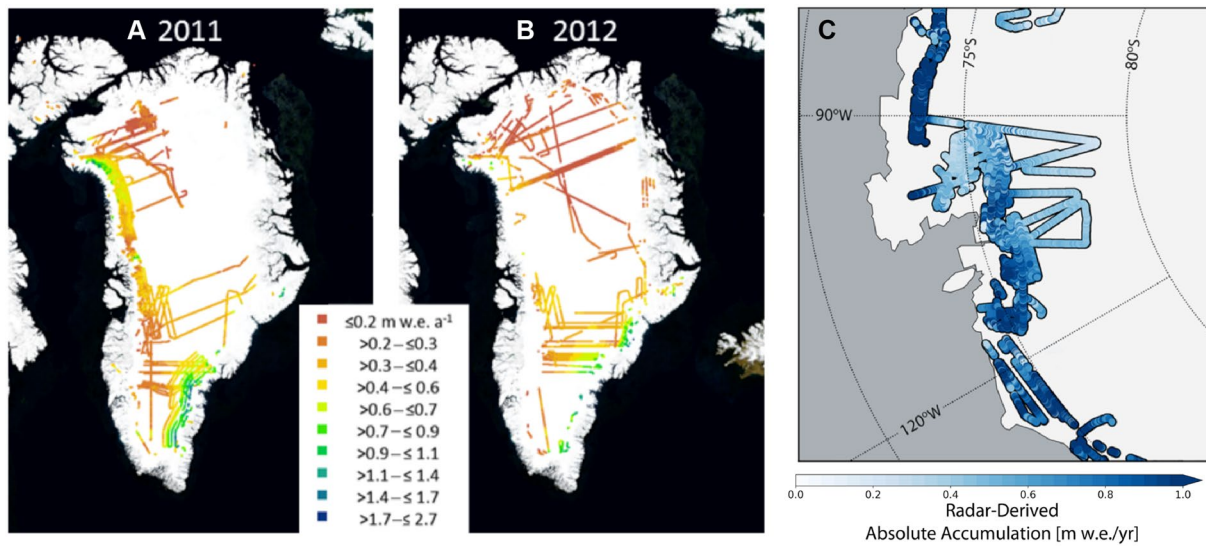 A 2011
B 2012
≤0.2 m w.e. a⁻¹
>0.2–≤0.3
>0.3–≤0.4
>0.4–≤ 0.6
>0.6–≤0.7
>0.7–≤ 0.9
>0.9–≤ 1.1
>1.1–≤ 1.4
>1.4–≤ 1.7
>1.7–≤ 2.7
C
75°S
80°S
90°W
120°W
0.0 0.2 0.4 0.6 0.8 1.0
Radar-Derived
Absolute Accumulation [m w.e./yr]